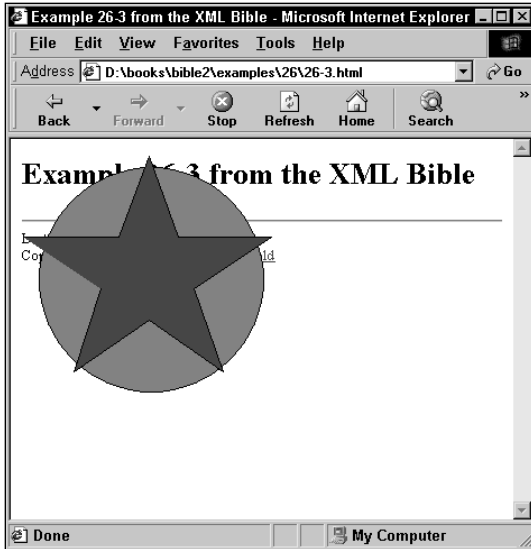 Example 26-3 from the XML Bible - Microsoft Internet Explorer
File Edit View Favorites Tools Help
Address D:\books\bible2\examples\26\26-3.html Go
Back Forward Stop Refresh Home Search »
Example 26-3 from the XML Bible
Done My Computer